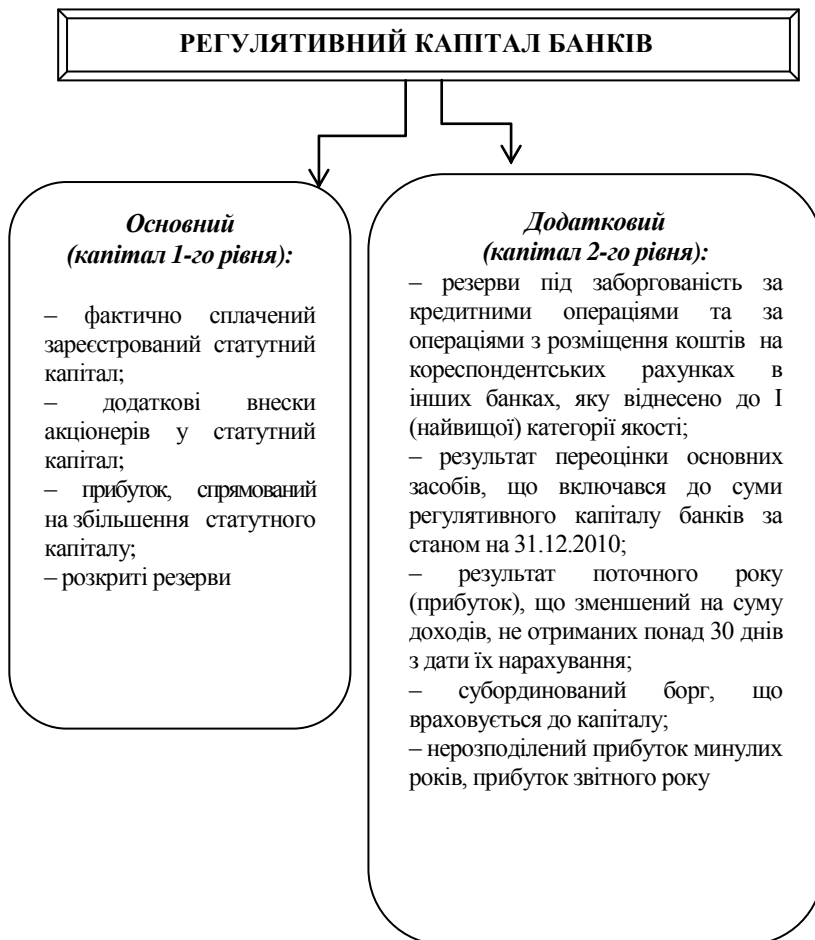 РЕГУЛЯТИВНИЙ КАПІТАЛ БАНКІВ
Основний
(капітал 1-го рівня):
– фактично сплачений
зареєстрований статутний
капітал;
– додаткові внески
акціонерів у статутний
капітал;
– прибуток, спрямований
на збільшення статутного
капіталу;
– розкриті резерви
Додатковий
(капітал 2-го рівня):
– резерви під заборгованість за
кредитними операціями та за
операціями з розміщення коштів на
кореспондентських рахунках в
інших банках, яку віднесено до І
(найвищої) категорії якості;
– результат переоцінки основних
засобів, що включався до суми
регулятивного капіталу банків за
станом на 31.12.2010;
– результат поточного року
(прибуток), що зменшений на суму
доходів, не отриманих понад 30 днів
з дати їх нарахування;
– субординований борг, що
враховується до капіталу;
– нерозподілений прибуток минулих
років, прибуток звітного року